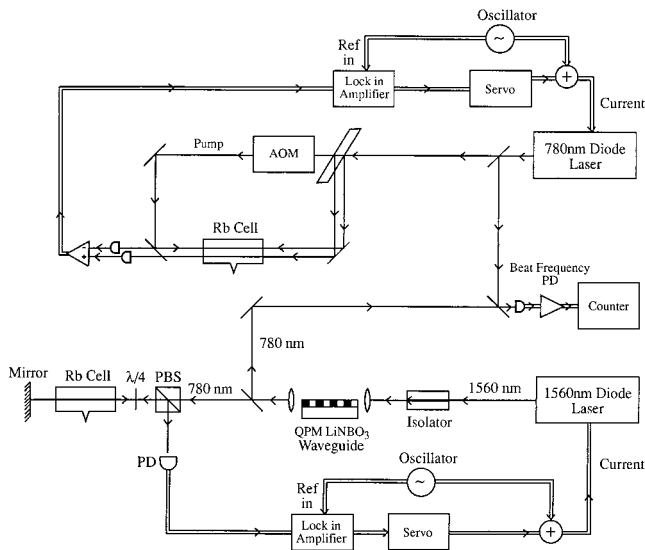 Oscillator
~
Ref
in
Lock in
Amplifier
Servo
+
Current
Pump
AOM
780nm Diode
Laser
Rb Cell
-
+
Beat Frequency
PD
Counter
780 nm
Mirror
Rb Cell
λ/4
PBS
780 nm
1560 nm
1560nm Diode
Laser
QPM LiNBO3
Waveguide
Isolator
PD
Oscillator
~
Ref
in
Current
Lock in
Amplifier
Servo
+